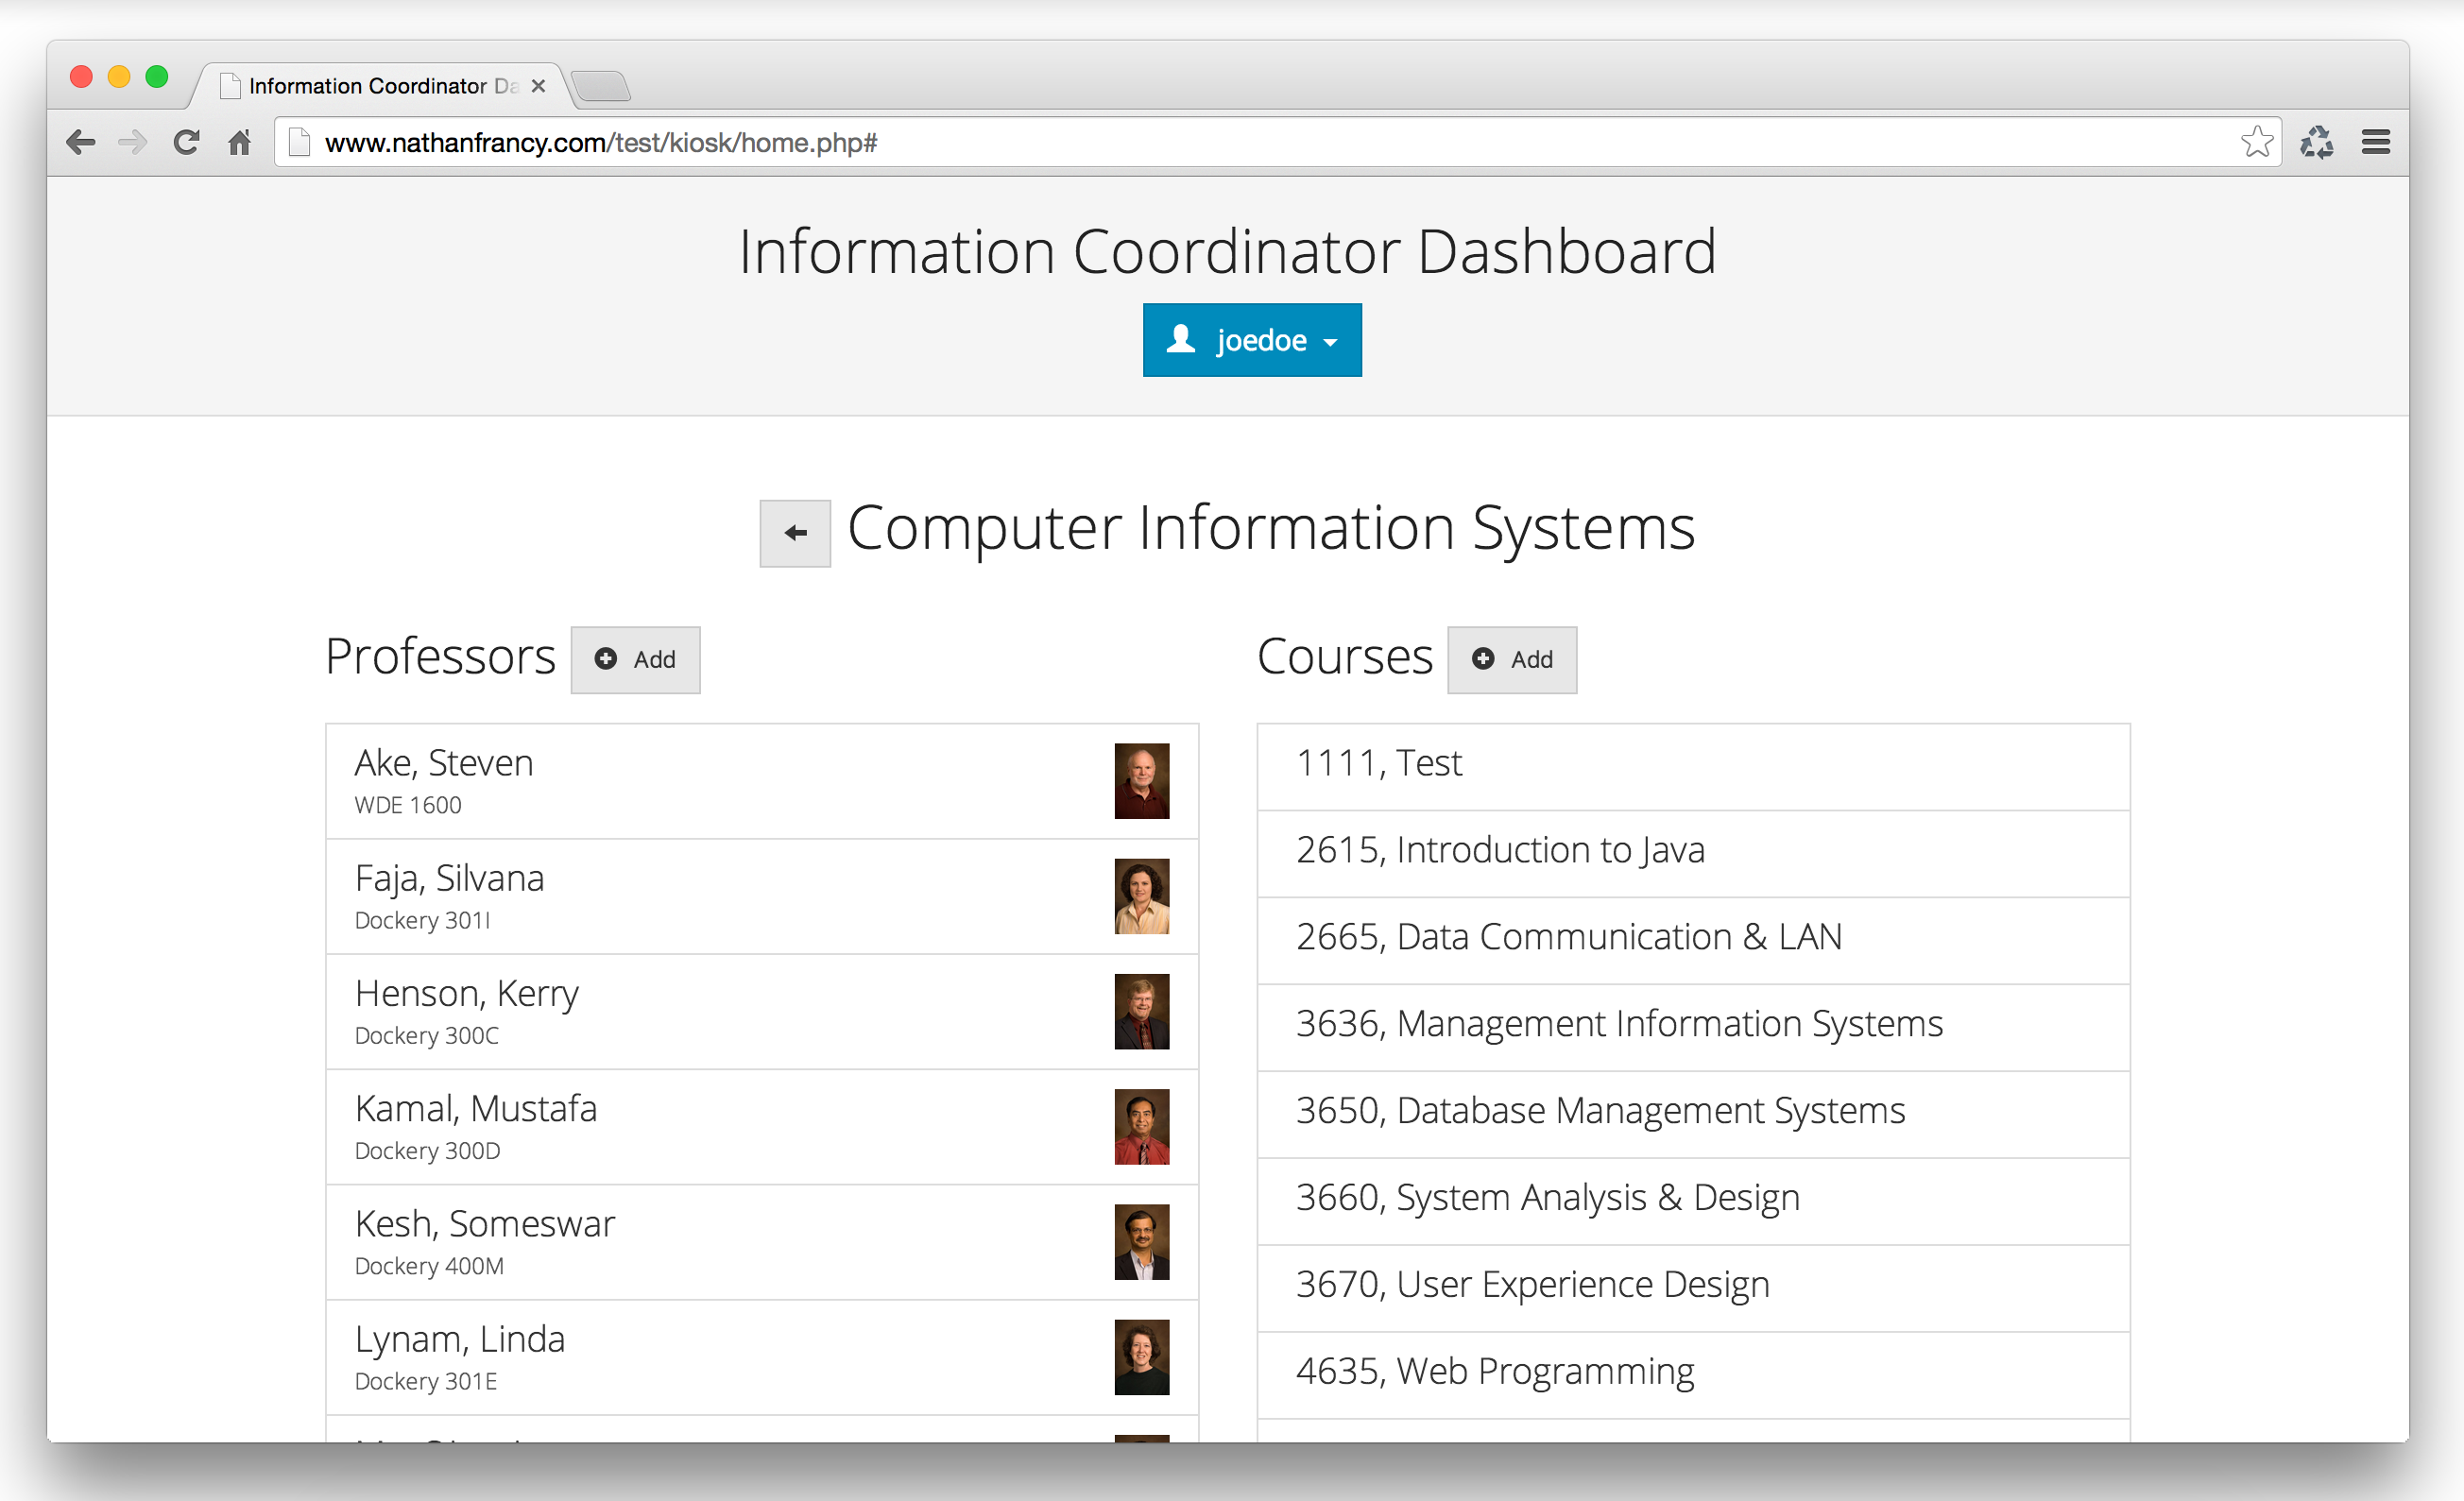 Information Coordinator Da
www.nathanfrancy.com/test/kiosk/home.php#
Information Coordinator Dashboard
joedoe
Computer Information Systems
Professors
Add
Ake, Steven
WDE 1600
Faja, Silvana
Dockery 301I
Henson, Kerry
Dockery 300C
Kamal, Mustafa
Dockery 300D
Kesh, Someswar
Dockery 400M
Lynam, Linda
Dockery 301E
Courses
Add
1111, Test
2615, Introduction to Java
2665, Data Communication & LAN
3636, Management Information Systems
3650, Database Management Systems
3660, System Analysis & Design
3670, User Experience Design
4635, Web Programming